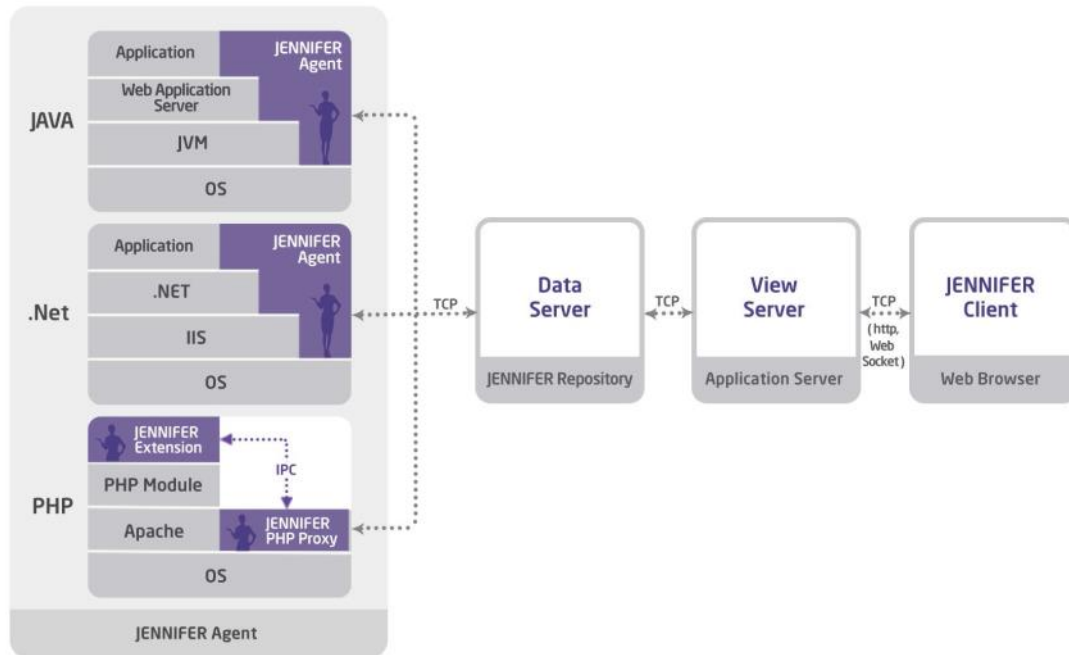 JAVA
Application
JENNIFER
Agent
Web Application
Server
JVM
OS
.Net
Application
JENNIFER
Agent
.NET
IIS
OS
PHP
JENNIFER
Extension
IPC
PHP Module
Apache
JENNIFER
PHP Proxy
OS
JENNIFER Agent
TCP
Data
Server
JENNIFER Repository
TCP
View
Server
Application Server
TCP
( http,
Web
Socket )
JENNIFER
Client
Web Browser